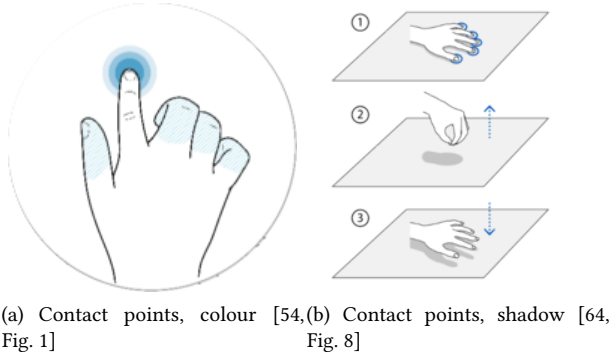 ①
②
③
(a) Contact points, colour [54, Fig. 1]
(b) Contact points, shadow [64, Fig. 8]